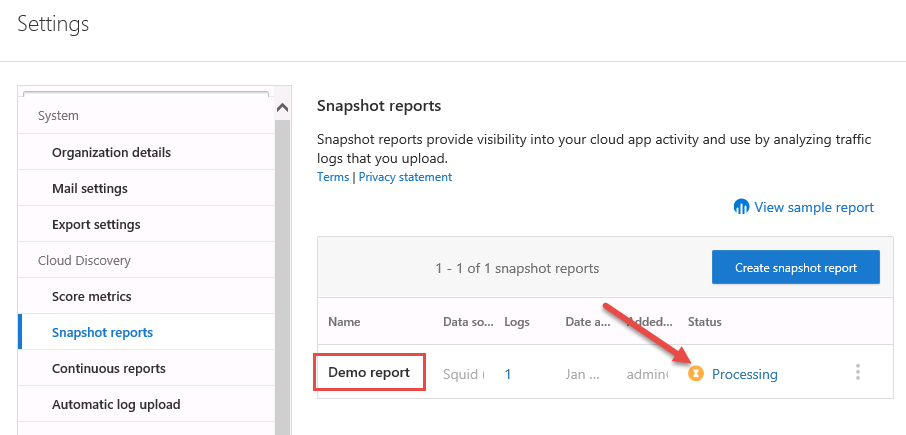 Settings
System
Organization details
Mail settings
Export settings
Cloud Discovery
Score metrics
Snapshot reports
Continuous reports
Automatic log upload
Snapshot reports
Snapshot reports provide visibility into your cloud app activity and use by analyzing traffic
logs that you upload.
Terms | Privacy statement
View sample report
1 - 1 of 1 snapshot reports
Create snapshot report
Name Data so... Logs Date a... Added... Status
Demo report Squid ( 1 Jan ... admin Processing